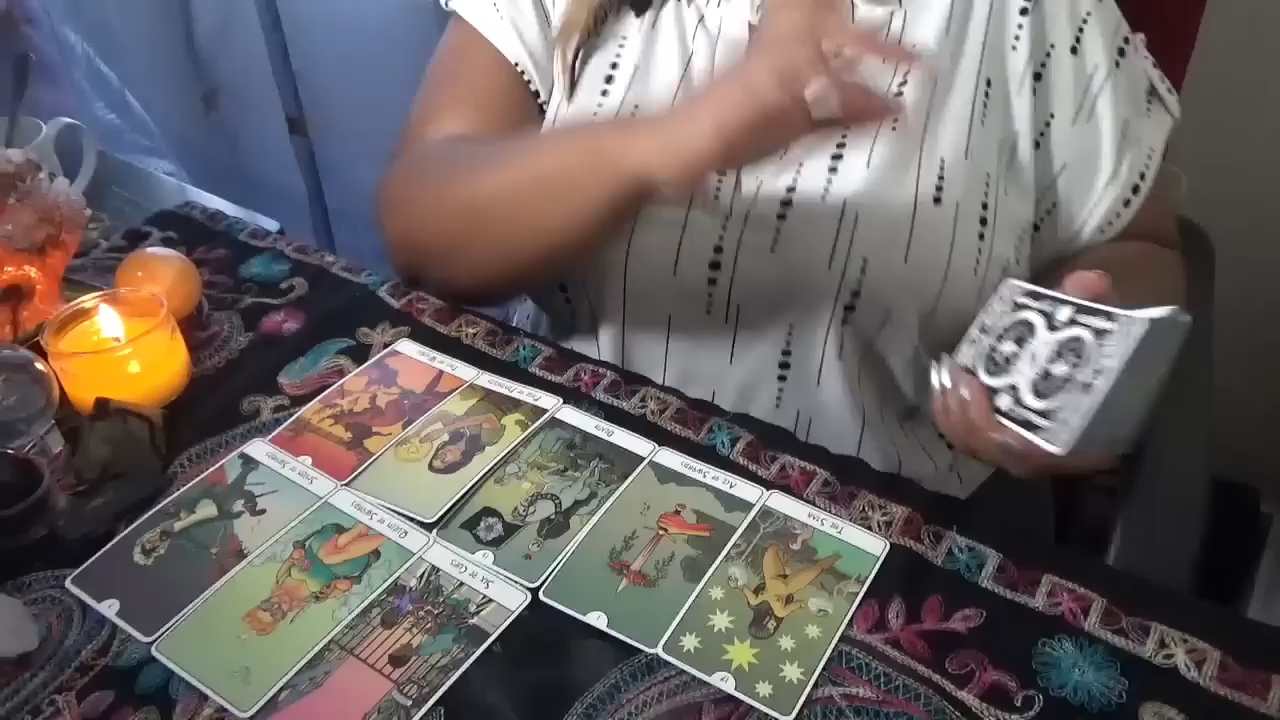 FIVE OF WANDS
PAGE OF PENTACLES
DEATH
ACE OF SWORDS
THE STAR
SEVEN OF SWORDS
QUEEN OF SWORDS
SIX OF CUPS